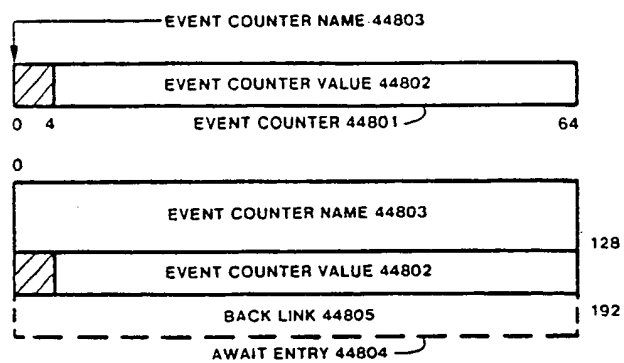 EVENT COUNTER NAME 44803
EVENT COUNTER VALUE 44802
0 4 EVENT COUNTER 44801 64
0
EVENT COUNTER NAME 44803
128
EVENT COUNTER VALUE 44802
BACK LINK 44805 192
AWAIT ENTRY 44804